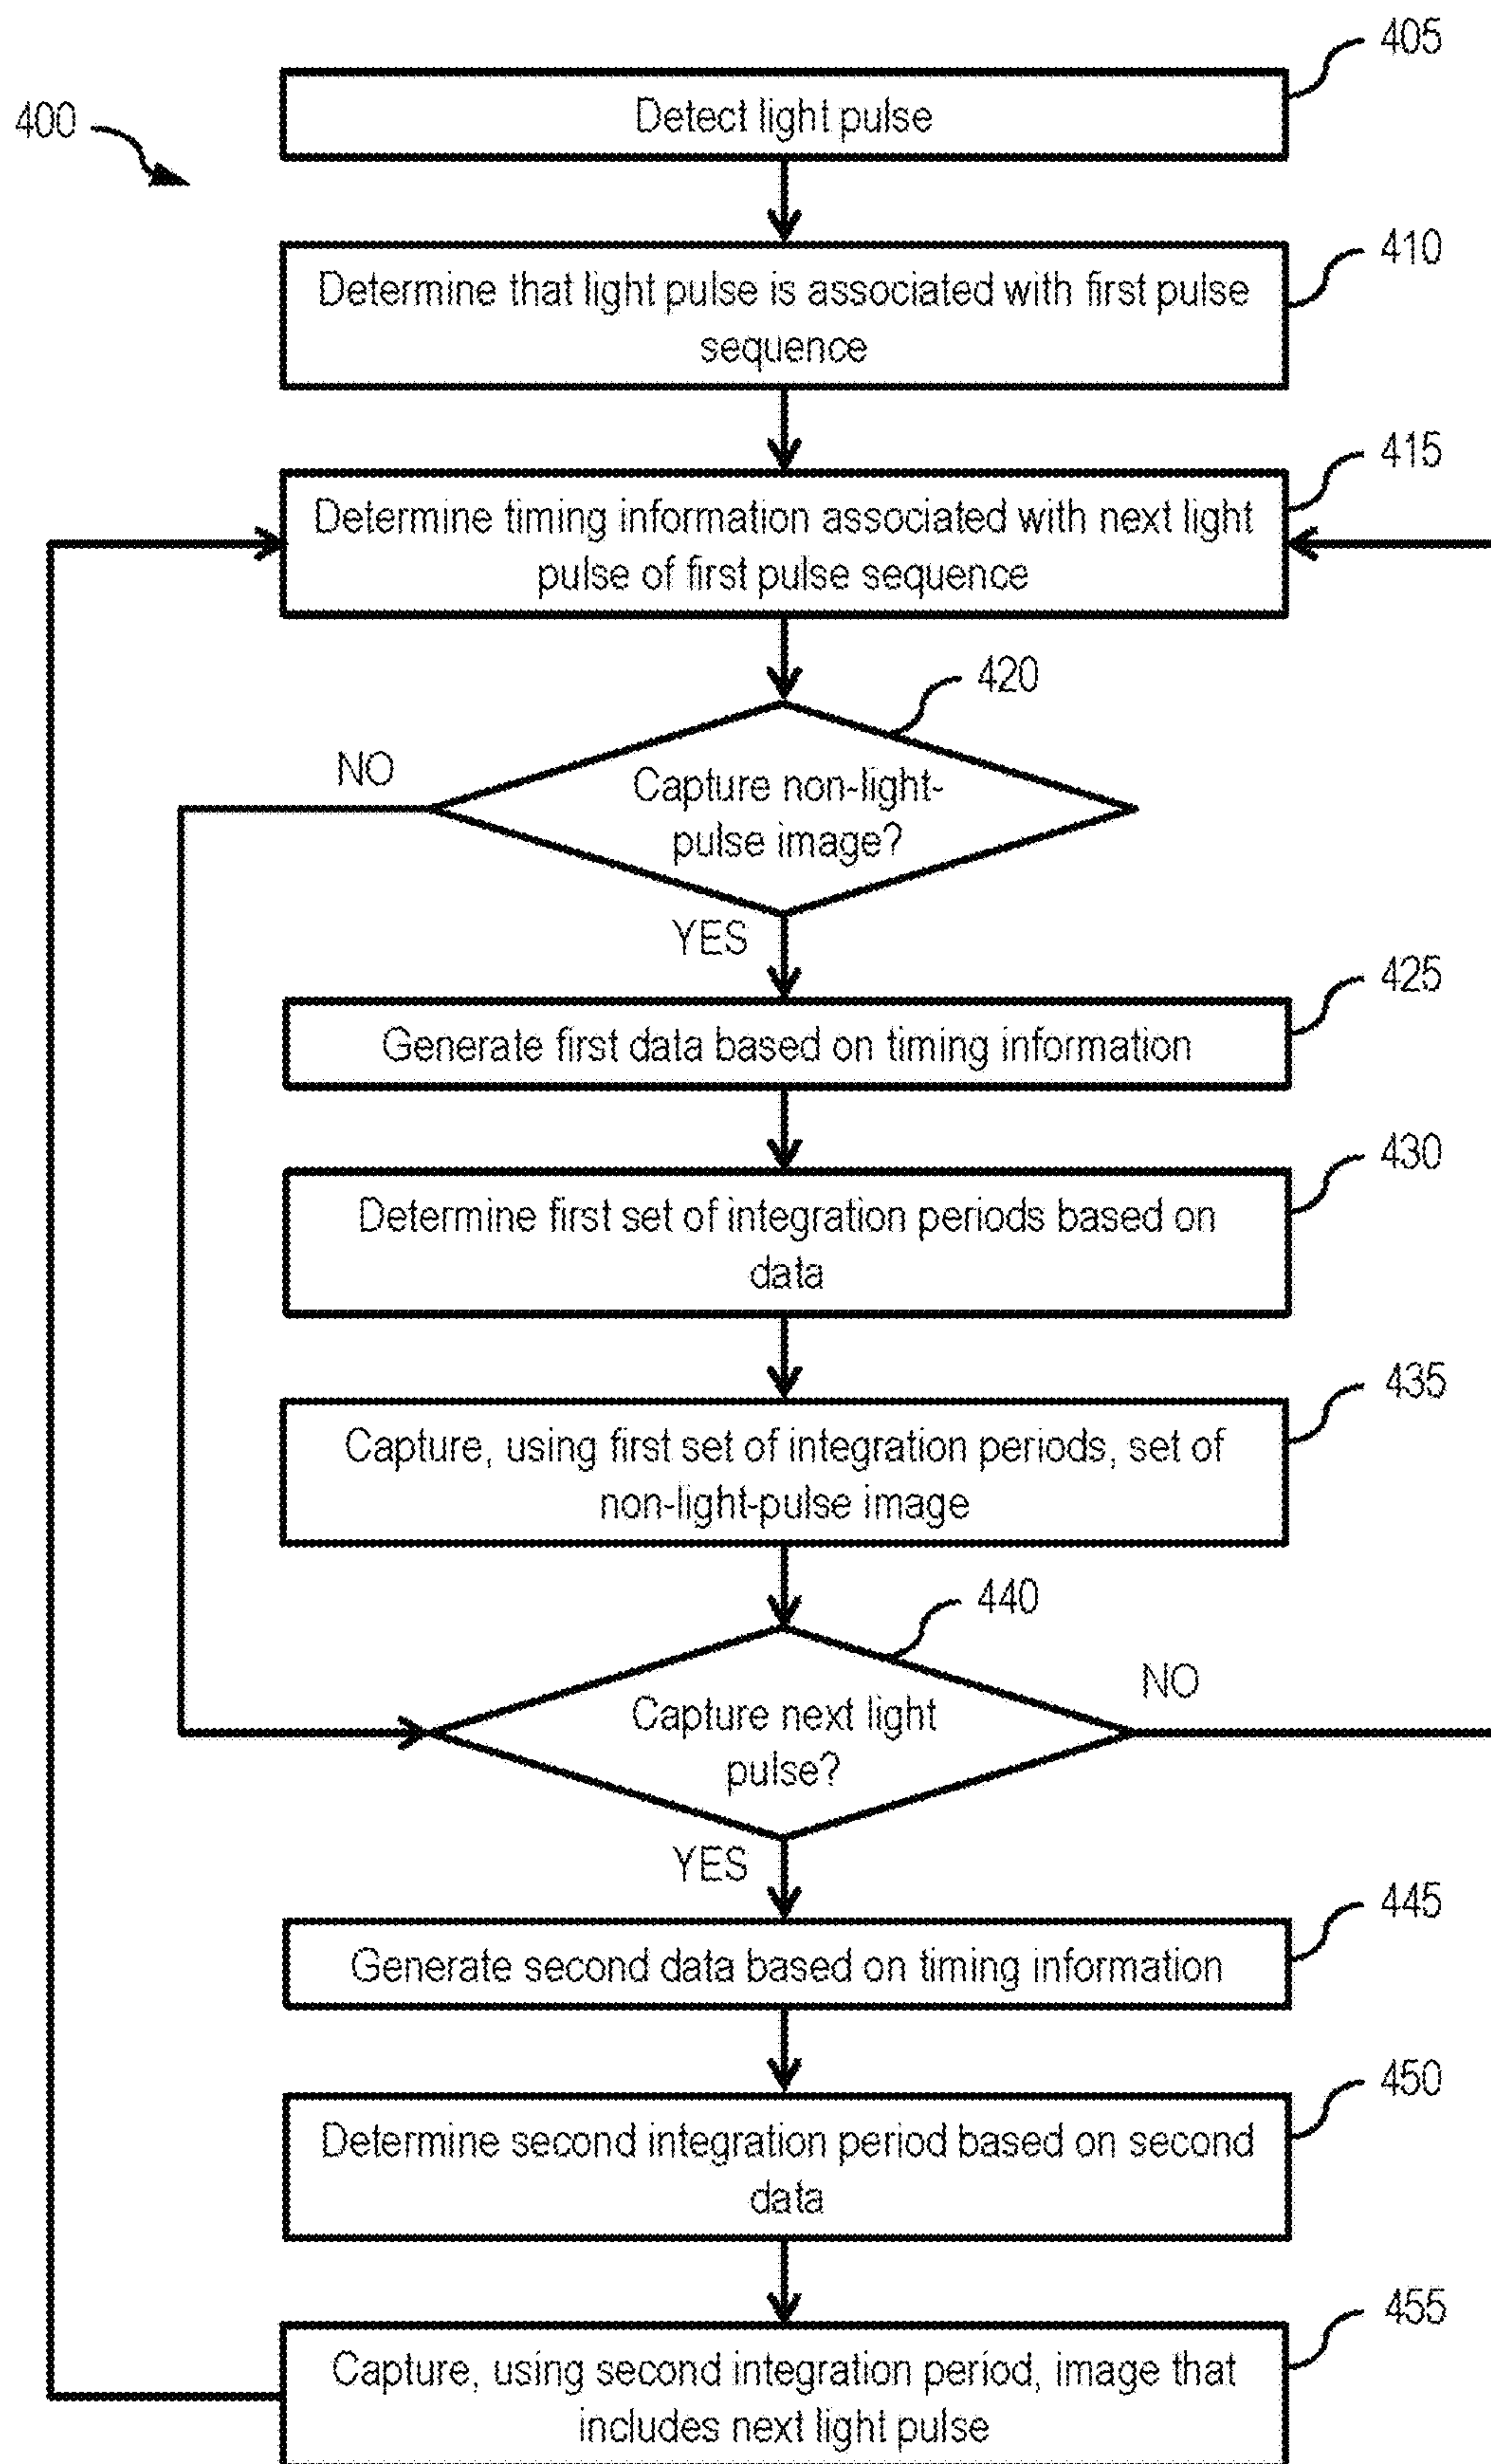 405
Detect light pulse
400
410
Determine that light pulse is associated with first pulse
sequence
415
Determine timing information associated with next light
pulse of first pulse sequence
420
NO
Capture non-light-
pulse image?
YES
425
Generate first data based on timing information
430
Determine first set of integration periods based on
data
435
Capture, using first set of integration periods, set of
non-light-pulse image
440
NO
Capture next light
pulse?
YES
445
Generate second data based on timing information
450
Determine second integration period based on second
data
455
Capture, using second integration period, image that
includes next light pulse